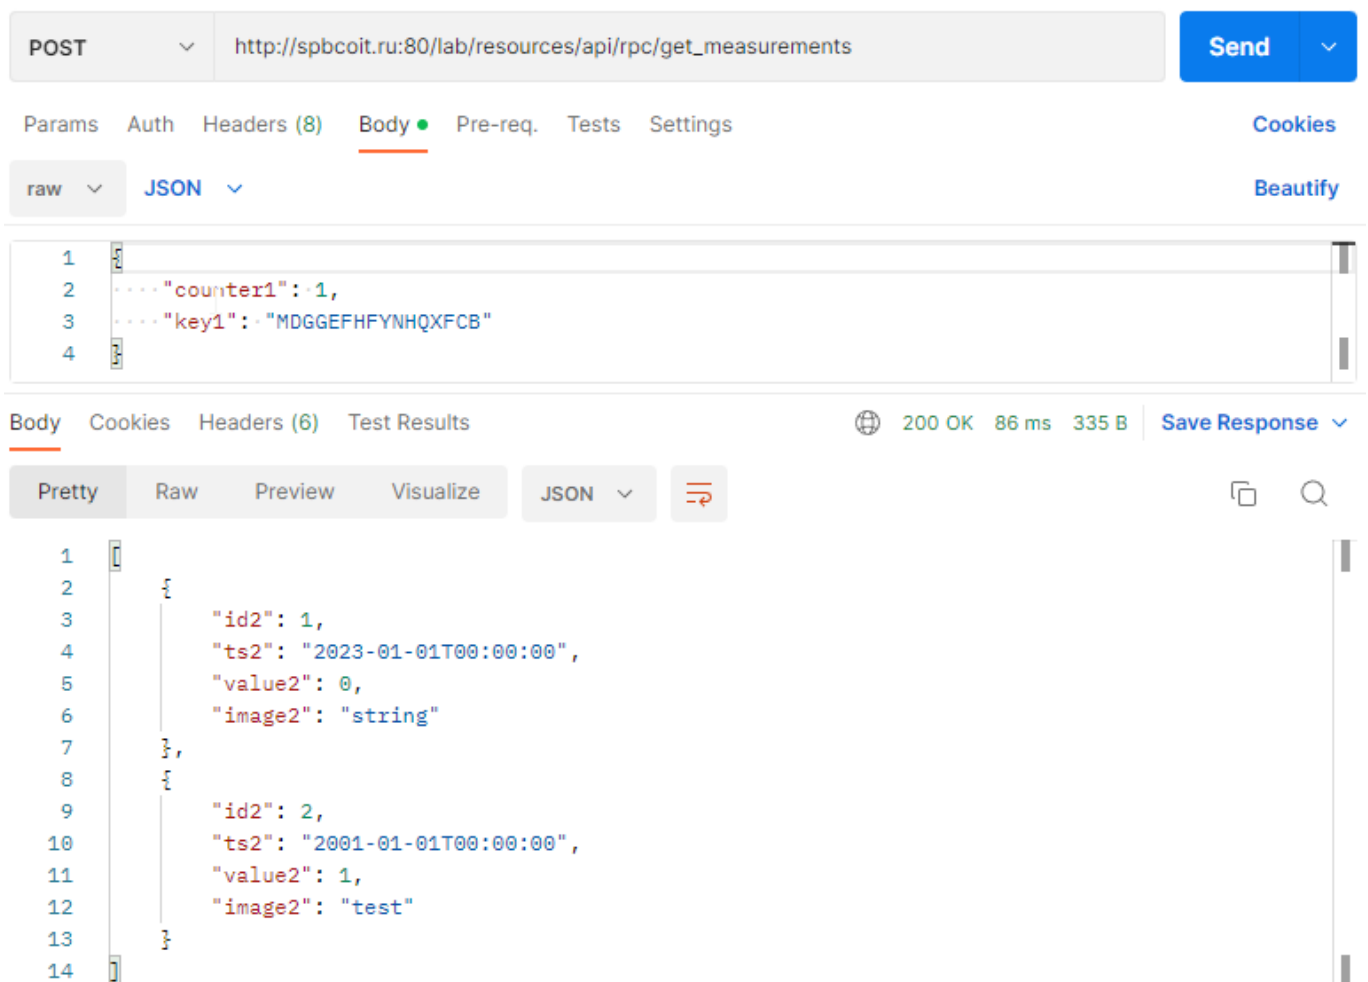 POST http://spbcoit.ru:80/lab/resources/api/rpc/get_measurements Send
Params Auth Headers (8) Body Pre-req. Tests Settings Cookies
raw JSON Beautify
1 {
2 "counter1": 1,
3 "key1": "MDGGEFHFYNHQXFCB"
4 }
Body Cookies Headers (6) Test Results 200 OK 86 ms 335 B Save Response
Pretty Raw Preview Visualize JSON
1 [
2 {
3 "id2": 1,
4 "ts2": "2023-01-01T00:00:00",
5 "value2": 0,
6 "image2": "string"
7 },
8 {
9 "id2": 2,
10 "ts2": "2001-01-01T00:00:00",
11 "value2": 1,
12 "image2": "test"
13 }
14 ]